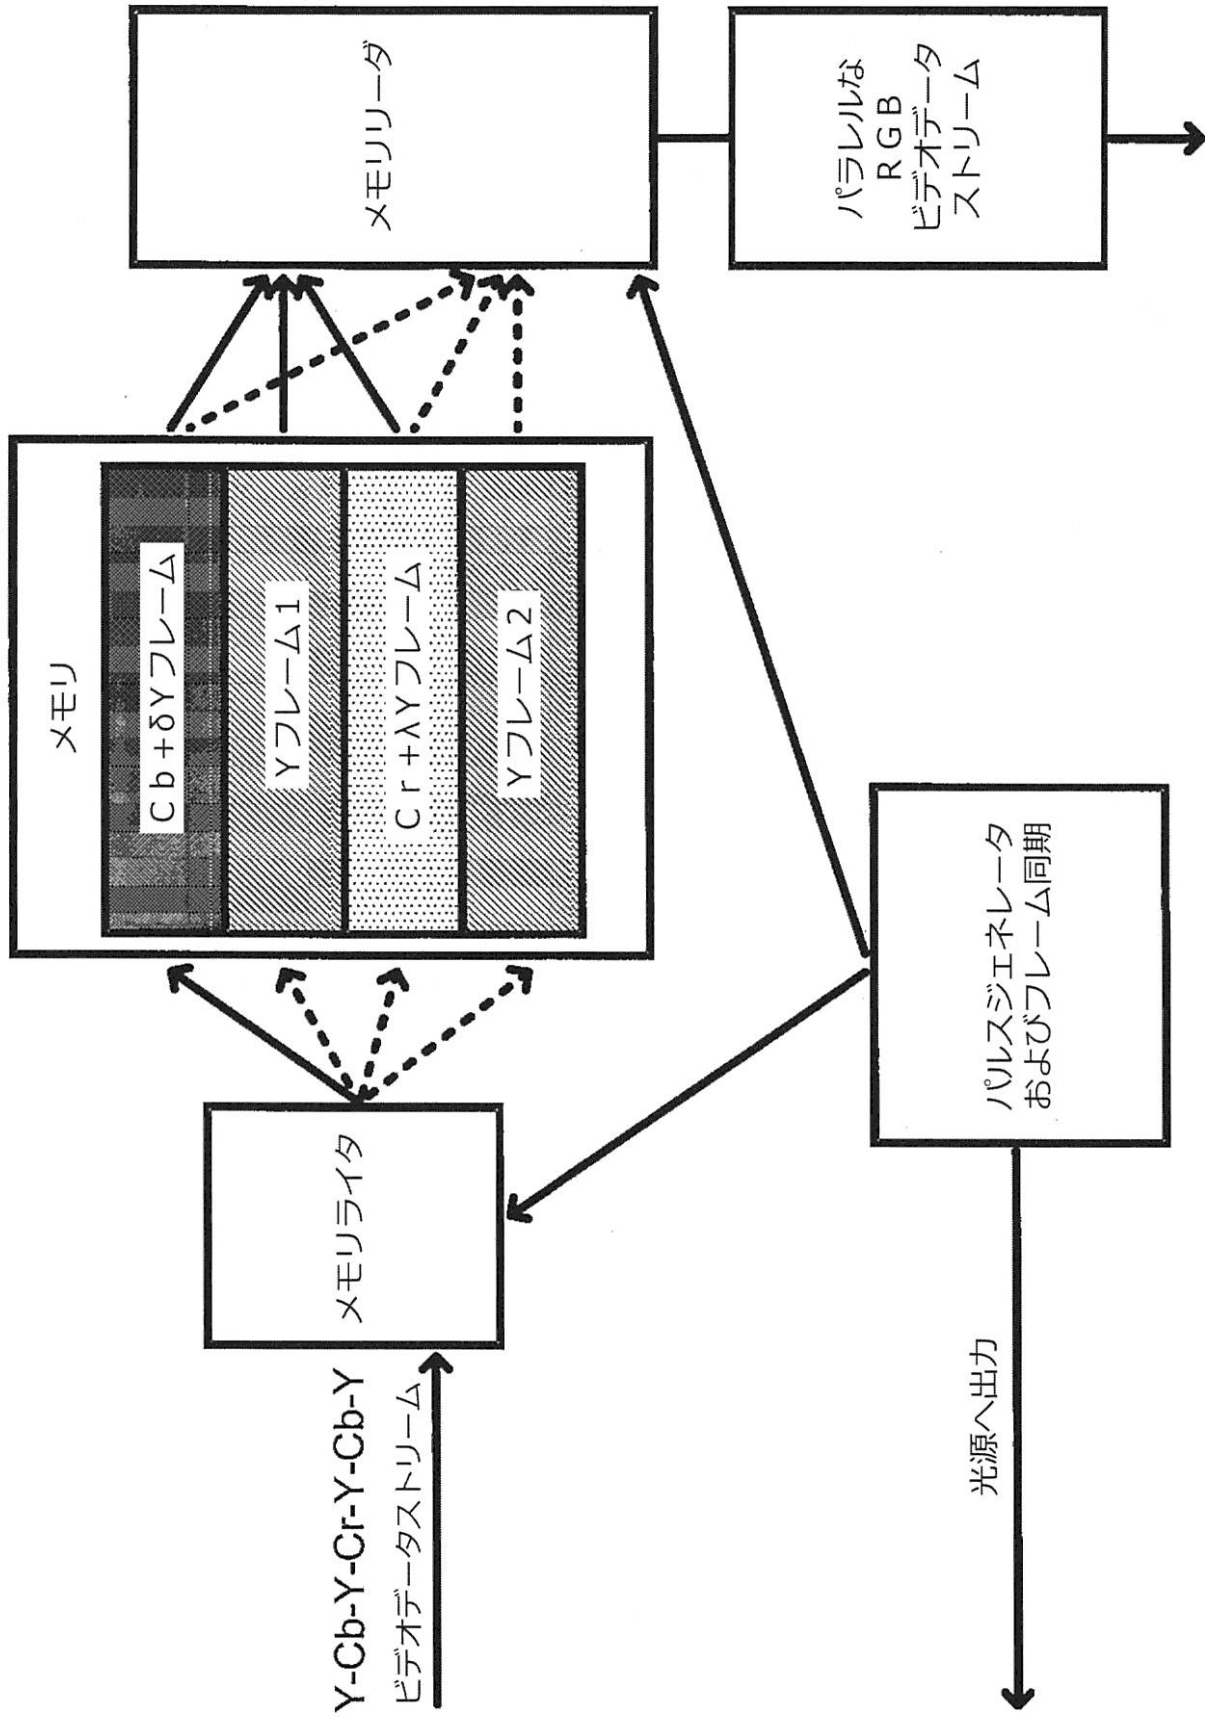 Y-Cb-Y-Cr-Y-Cb-Y
ビデオデータストリーム
メモリライタ
メモリ
Cb+δYフレーム
Yフレーム1
Cr+λYフレーム
Yフレーム2
メモリリーダ
パラレルな
RGB
ビデオデータ
ストリーム
パルスジェネレータ
およびフレーム同期
光源へ出力